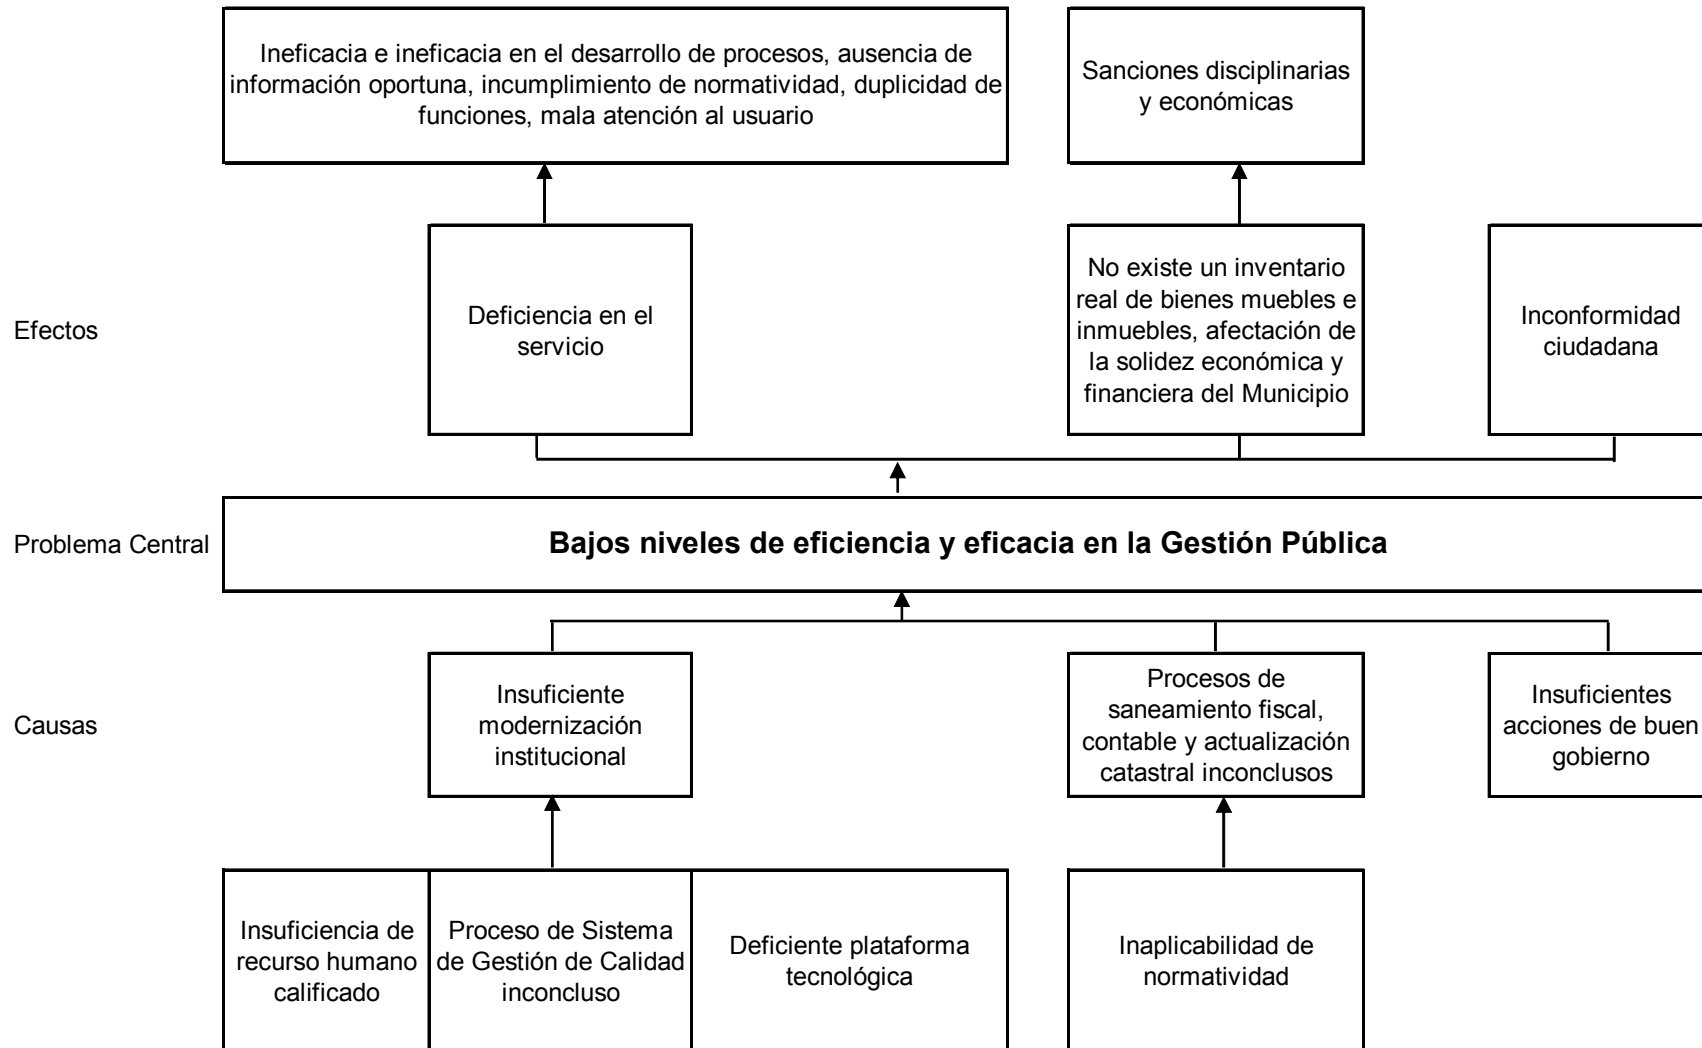 Ineficacia e ineficacia en el desarrollo de procesos, ausencia de
información oportuna, incumplimiento de normatividad, duplicidad de
funciones, mala atención al usuario
Sanciones disciplinarias
y económicas
Efectos
Deficiencia en el
servicio
No existe un inventario
real de bienes muebles e
inmuebles, afectación de
la solidez económica y
financiera del Municipio
Inconformidad
ciudadana
Problema Central
Bajos niveles de eficiencia y eficacia en la Gestión Pública
Causas
Insuficiente
modernización
institucional
Procesos de
saneamiento fiscal,
contable y actualización
catastral inconclusos
Insuficientes
acciones de buen
gobierno
Insuficiencia de
recurso humano
calificado
Proceso de Sistema
de Gestión de Calidad
inconcluso
Deficiente plataforma
tecnológica
Inaplicabilidad de
normatividad